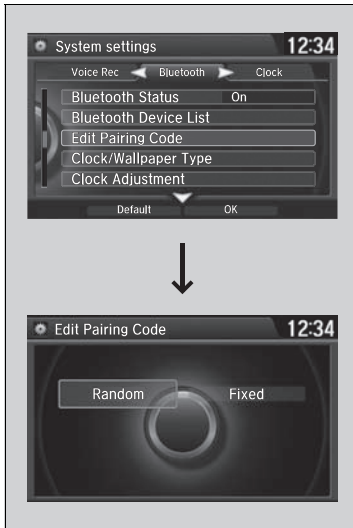 System settings 12:34
Voice Rec Bluetooth Clock
Bluetooth Status On
Bluetooth Device List
Edit Pairing Code
Clock/Wallpaper Type
Clock Adjustment
Default OK
Edit Pairing Code 12:34
Random Fixed